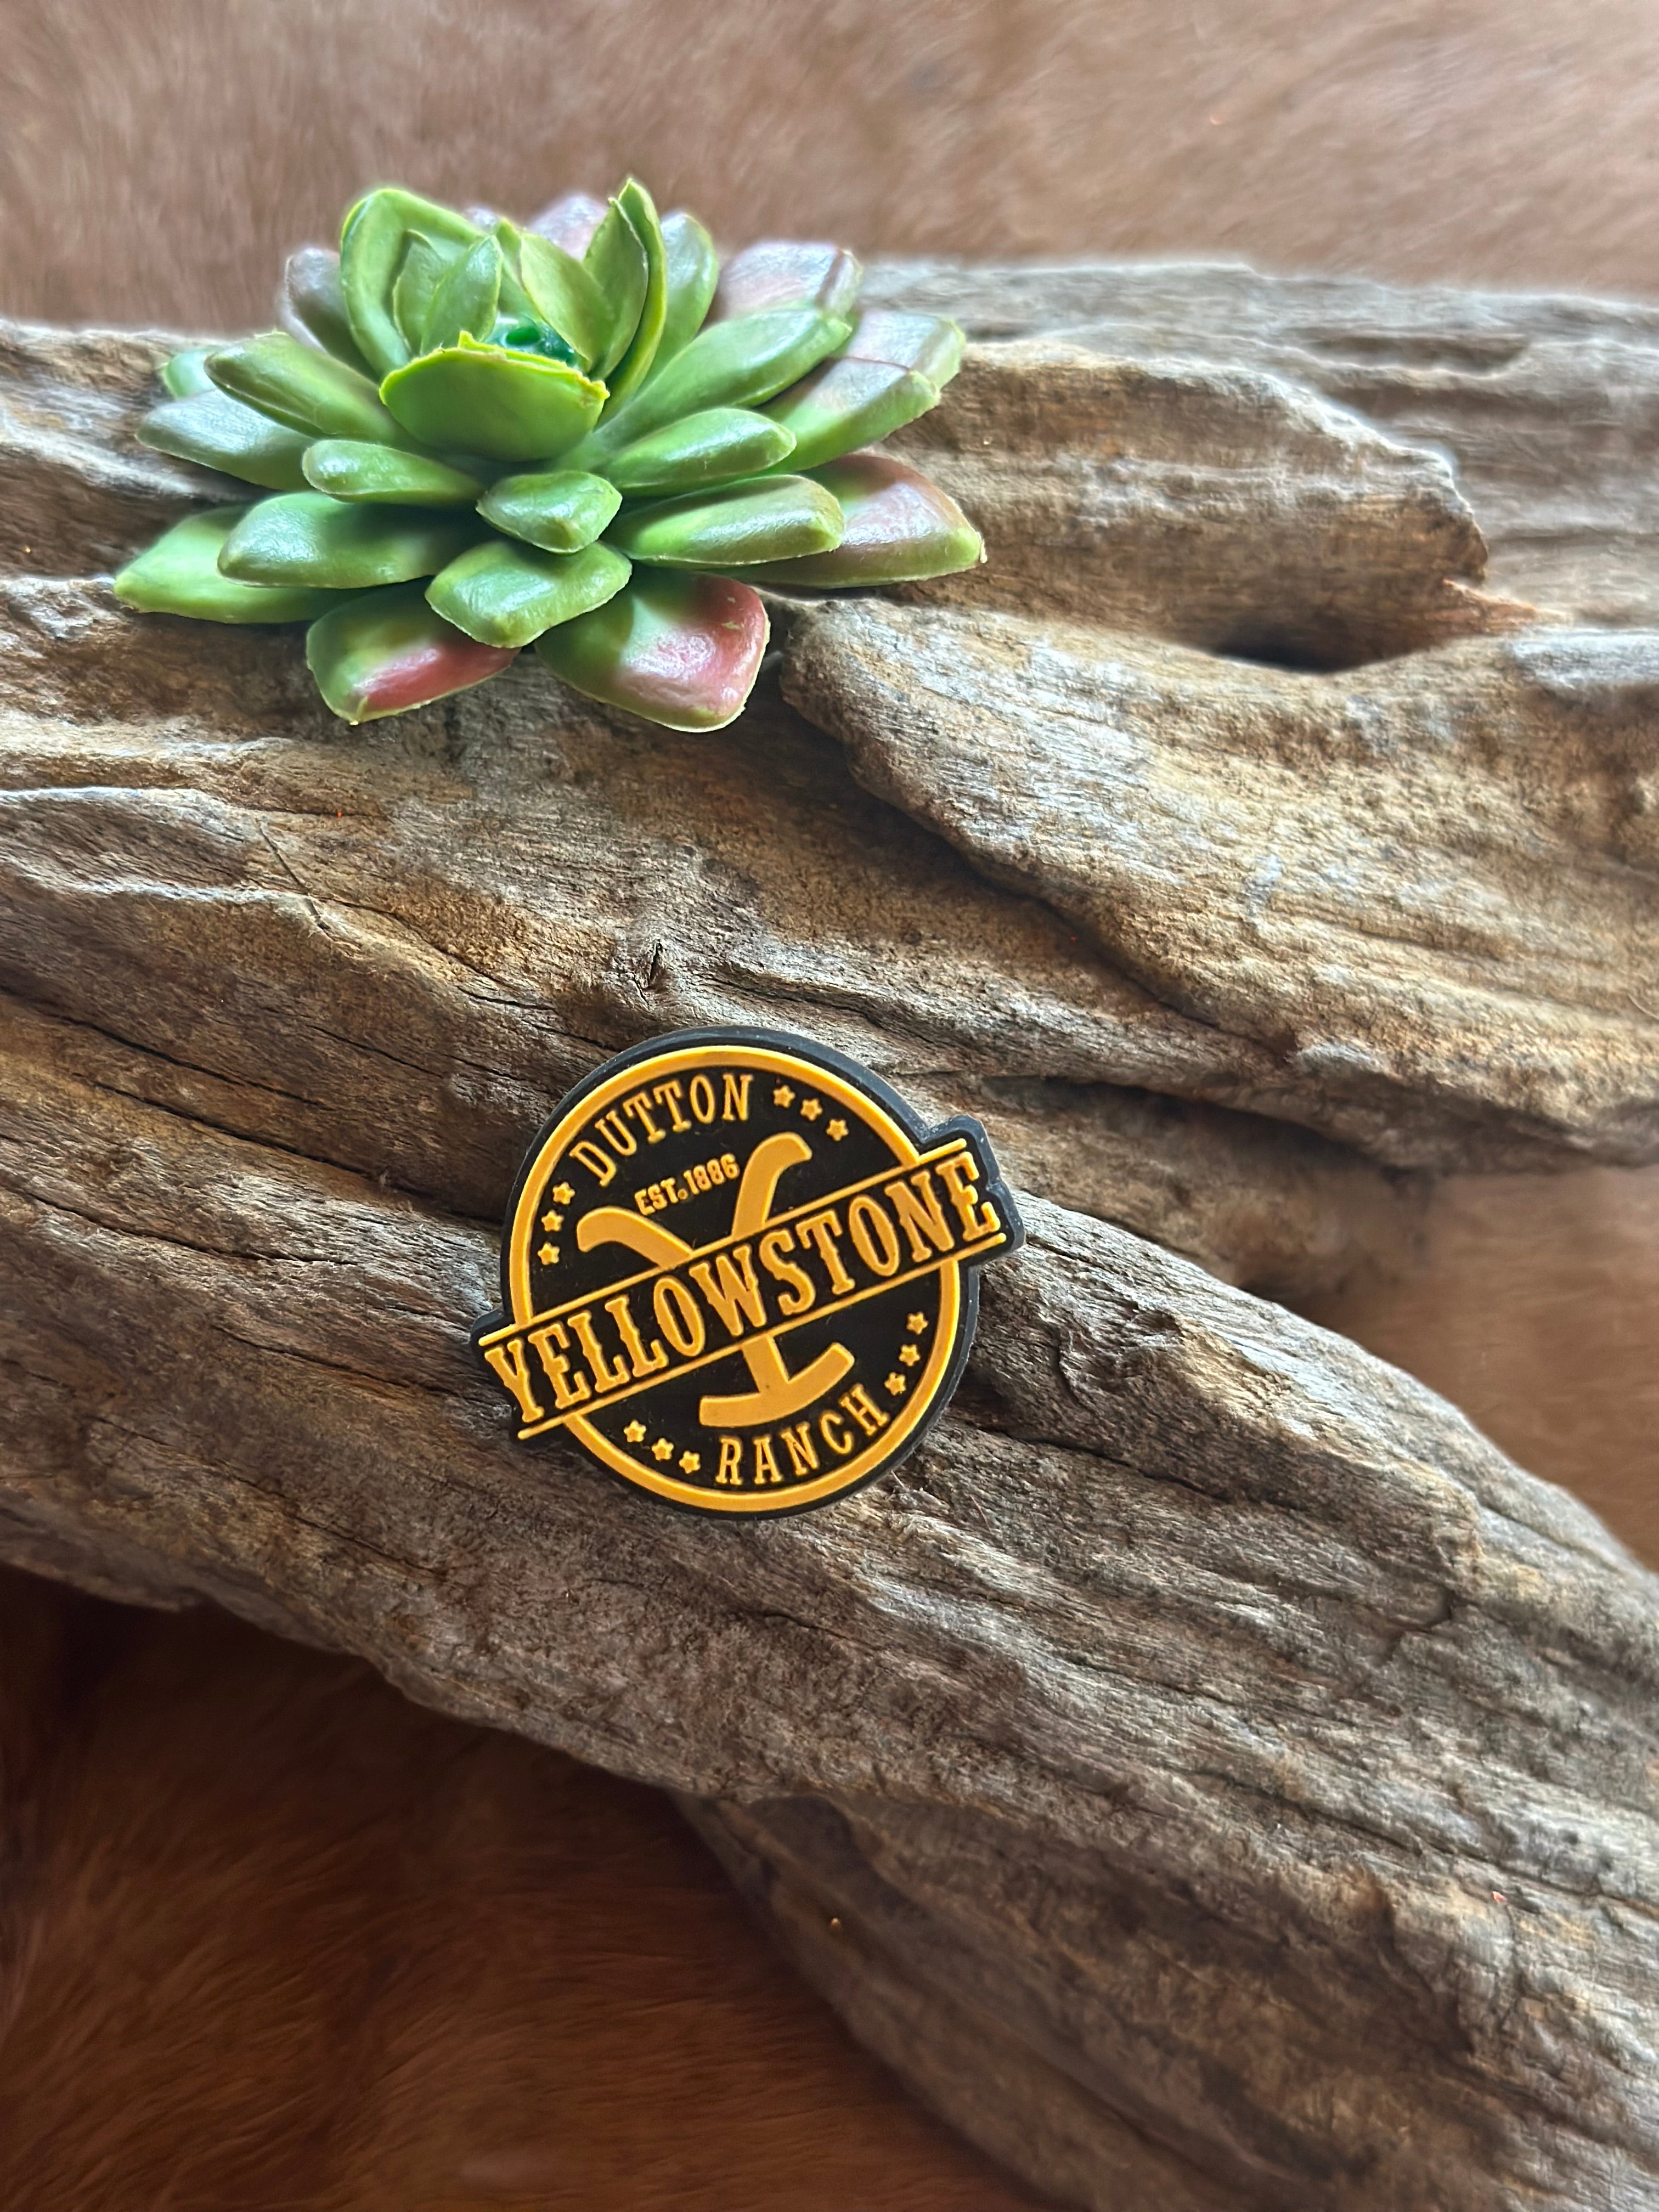 DUTTON
EST. 1886
YELLOWSTONE
RANCH